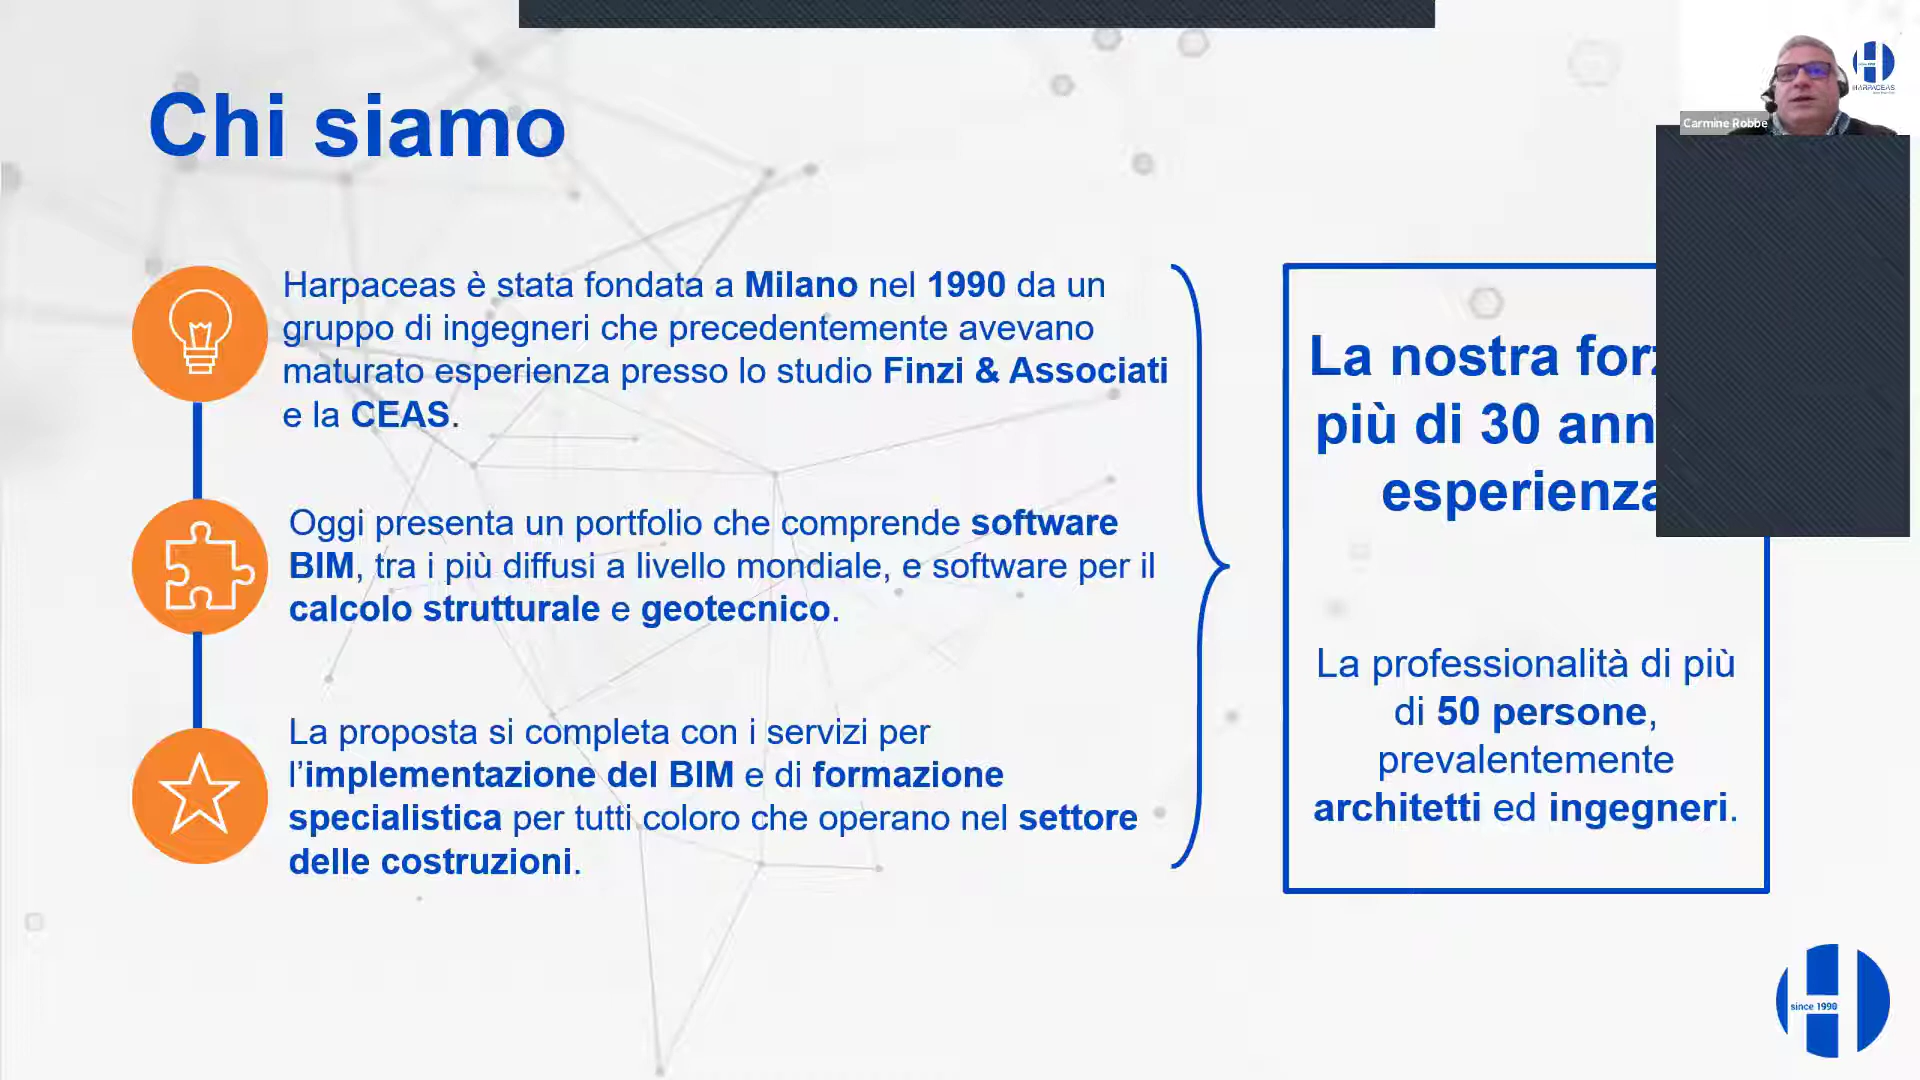 Chi siamo
HARPACEAS
Carmine Robbe
Harpaceas è stata fondata a Milano nel 1990 da un
gruppo di ingegneri che precedentemente avevano
maturato esperienza presso lo studio Finzi & Associati
e la CEAS.
Oggi presenta un portfolio che comprende software
BIM, tra i più diffusi a livello mondiale, e software per il
calcolo strutturale e geotecnico.
La proposta si completa con i servizi per
l’implementazione del BIM e di formazione
specialistica per tutti coloro che operano nel settore
delle costruzioni.
La nostra
più di 30
esperienza
La professionalità di più
di 50 persone,
prevalentemente
architetti ed ingegneri.
since 1990